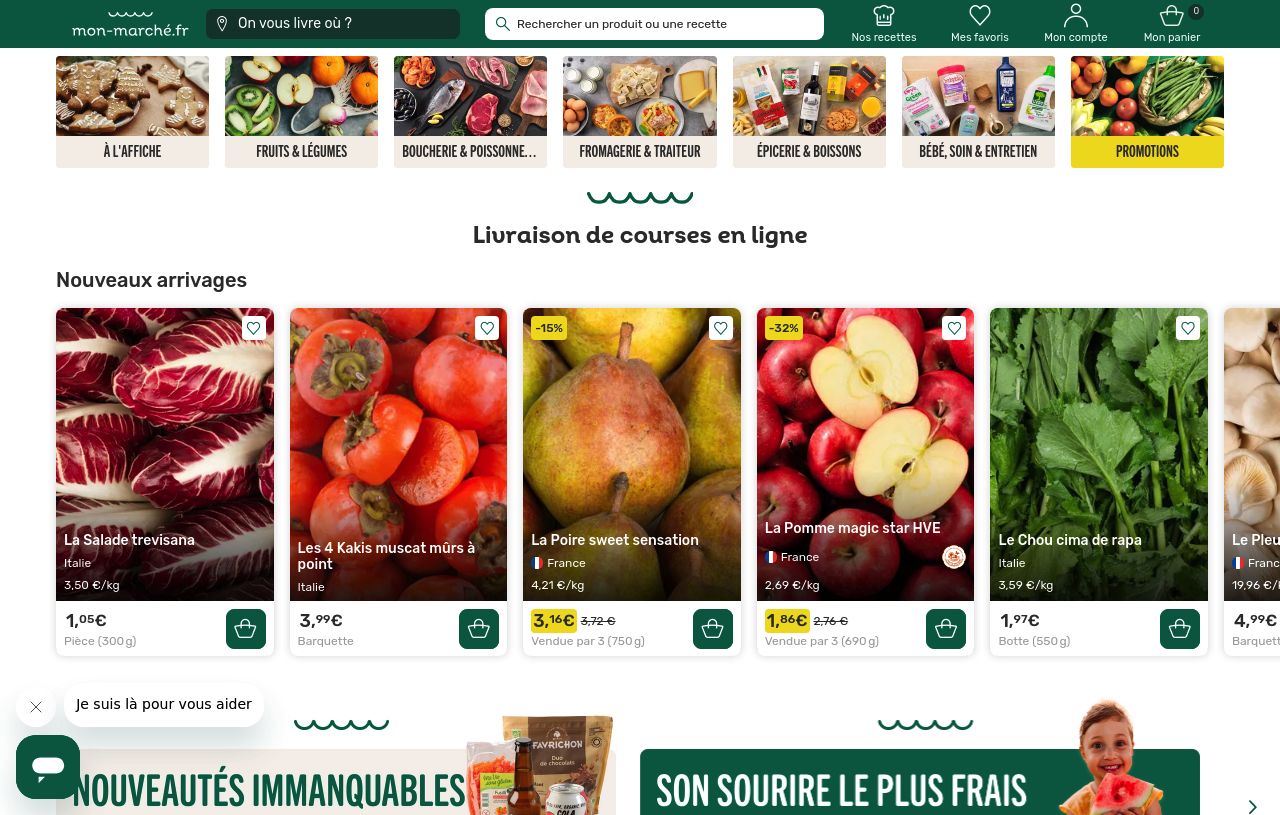 mon-marché.fr
On vous livre où ?
Rechercher un produit ou une recette
Nos recettes
Mes favoris
Mon compte
0
Mon panier
À L'AFFICHE
FRUITS & LÉGUMES
BOUCHERIE & POISSONNE...
FROMAGERIE & TRAITEUR
ÉPICERIE & BOISSONS
BÉBÉ, SOIN & ENTRETIEN
PROMOTIONS
Livraison de courses en ligne
Nouveaux arrivages
La Salade trevisana
Italie
3,50 €/kg
1,05€
Pièce (300 g)
Les 4 Kakis muscat mûrs à
point
Italie
3,99€
Barquette
-15%
La Poire sweet sensation
France
4,21 €/kg
3,16€ 3,72 €
Vendue par 3 (750 g)
-32%
La Pomme magic star HVE
France
2,69 €/kg
1,86€ 2,76 €
Vendue par 3 (690 g)
Le Chou cima de rapa
Italie
3,59 €/kg
1,97€
Botte (550 g)
Le Pleu
Franc
19,96 €/k
4,99€
Barquett
Je suis là pour vous aider
NOUVEAUTÉS IMMANQUABLES
FAVRICHON
Duo
de chocolats
COLA
SON SOURIRE LE PLUS FRAIS